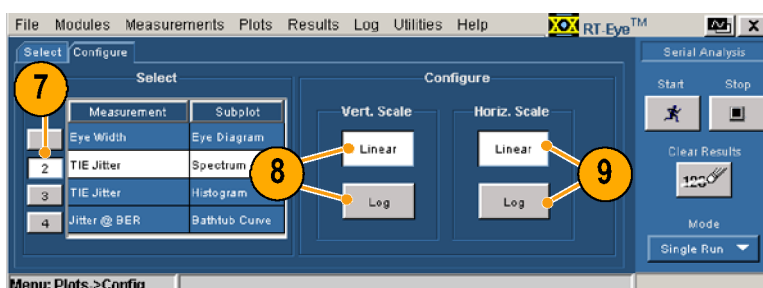 File Modules Measurements Plots Results Log Utilities Help RT-Eye™ X
Select Configure
Serial Analysis
Select
Configure
7
Measurement Subplot
Eye Width Eye Diagram
2 TIE Jitter Spectrum
3 TIE Jitter Histogram
4 Jitter @ BER Bathtub Curve
Vert. Scale
Linear
Log
8
Horiz. Scale
Linear
Log
9
Start Stop
Clear Results
123
Mode
Single Run
Menu: Plots->Config